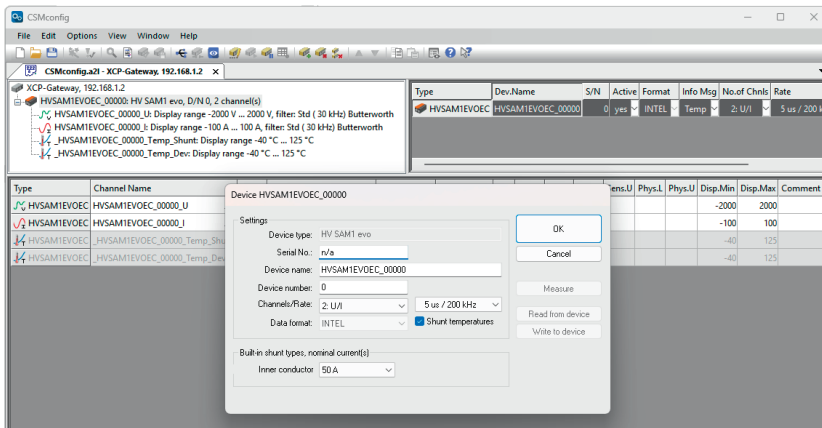 CSMconfig
File Edit Options View Window Help
CSMconfig.a2l - XCP-Gateway, 192.168.1.2 x
XCP-Gateway, 192.168.1.2
HVSAM1EVOEC_00000: HV SAM1 evo, D/N 0, 2 channel(s)
HVSAM1EVOEC_00000_U: Display range -2000 V ... 2000 V, filter: Std ( 30 kHz) Butterworth
HVSAM1EVOEC_00000_I: Display range -100 A ... 100 A, filter: Std ( 30 kHz) Butterworth
_HVSAM1EVOEC_00000_Temp_Shunt: Display range -40 °C ... 125 °C
_HVSAM1EVOEC_00000_Temp_Dev: Display range -40 °C ... 125 °C
Type Dev.Name S/N Active Format Info Msg No.of Chnls Rate
HVSAM1EVOEC HVSAM1EVOEC_00000 0 yes INTEL Temp 2: U/I 5 us / 200 k
Type Channel Name Sens.U Phys.L Phys.U Disp.Min Disp.Max Comment
HVSAM1EVOEC HVSAM1EVOEC_00000_U -2000 2000
HVSAM1EVOEC HVSAM1EVOEC_00000_I -100 100
HVSAM1EVOEC _HVSAM1EVOEC_00000_Temp_Shu -40 125
HVSAM1EVOEC _HVSAM1EVOEC_00000_Temp_Dev -40 125
Device HVSAM1EVOEC_00000
Settings
Device type: HV SAM1 evo
Serial No.: n/a
Device name: HVSAM1EVOEC_00000
Device number: 0
Channels/Rate: 2: U/I 5 us / 200 kHz
Data format: INTEL Shunt temperatures
Built-in shunt types, nominal current(s)
Inner conductor 50 A
OK
Cancel
Measure
Read from device
Write to device